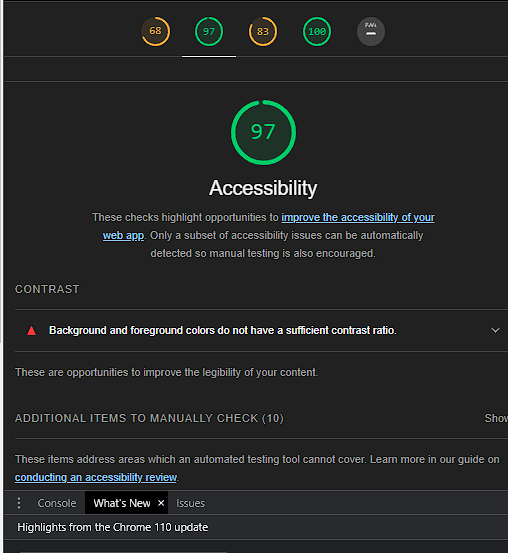 68 97 83 100 PWA
97
Accessibility
These checks highlight opportunities to improve the accessibility of your
web app. Only a subset of accessibility issues can be automatically
detected so manual testing is also encouraged.
CONTRAST
Background and foreground colors do not have a sufficient contrast ratio.
These are opportunities to improve the legibility of your content.
ADDITIONAL ITEMS TO MANUALLY CHECK (10) Show
These items address areas which an automated testing tool cannot cover. Learn more in our guide on
conducting an accessibility review.
Console What's New × Issues
Highlights from the Chrome 110 update